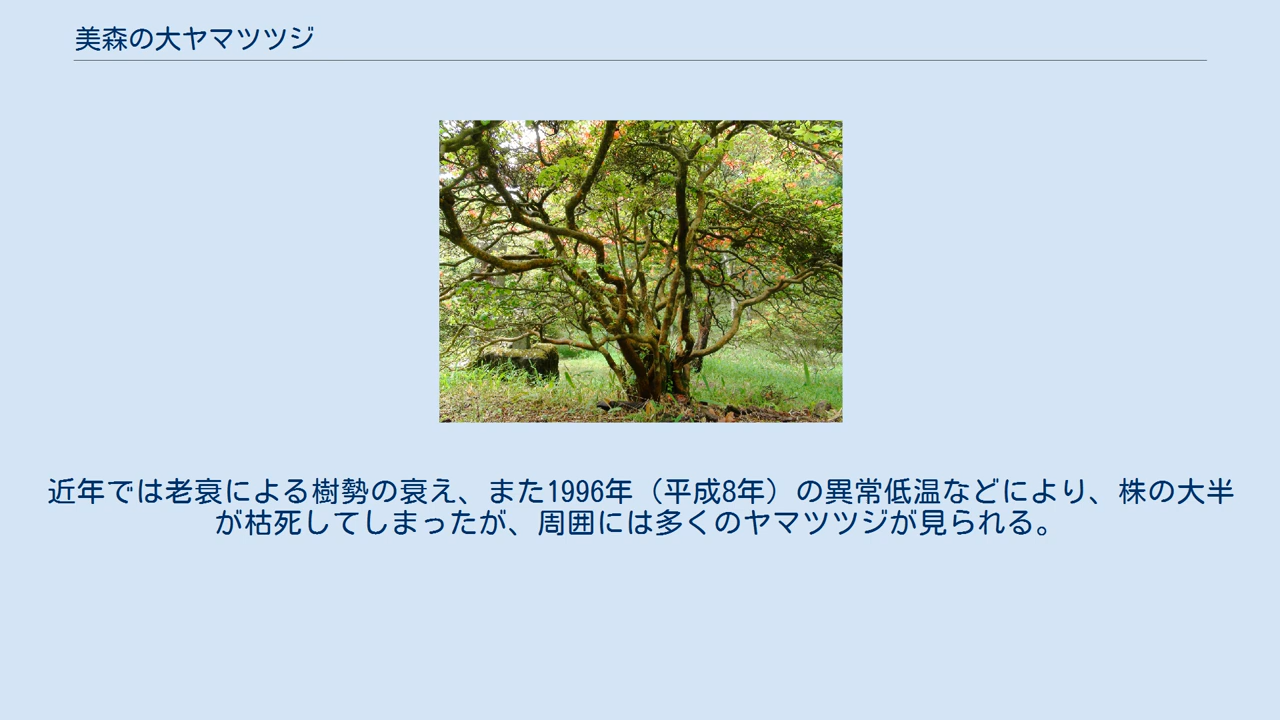 美森の大ヤマツツジ
近年では老衰による樹勢の衰え、また1996年（平成8年）の異常低温などにより、株の大半
が枯死してしまったが、周囲には多くのヤマツツジが見られる。